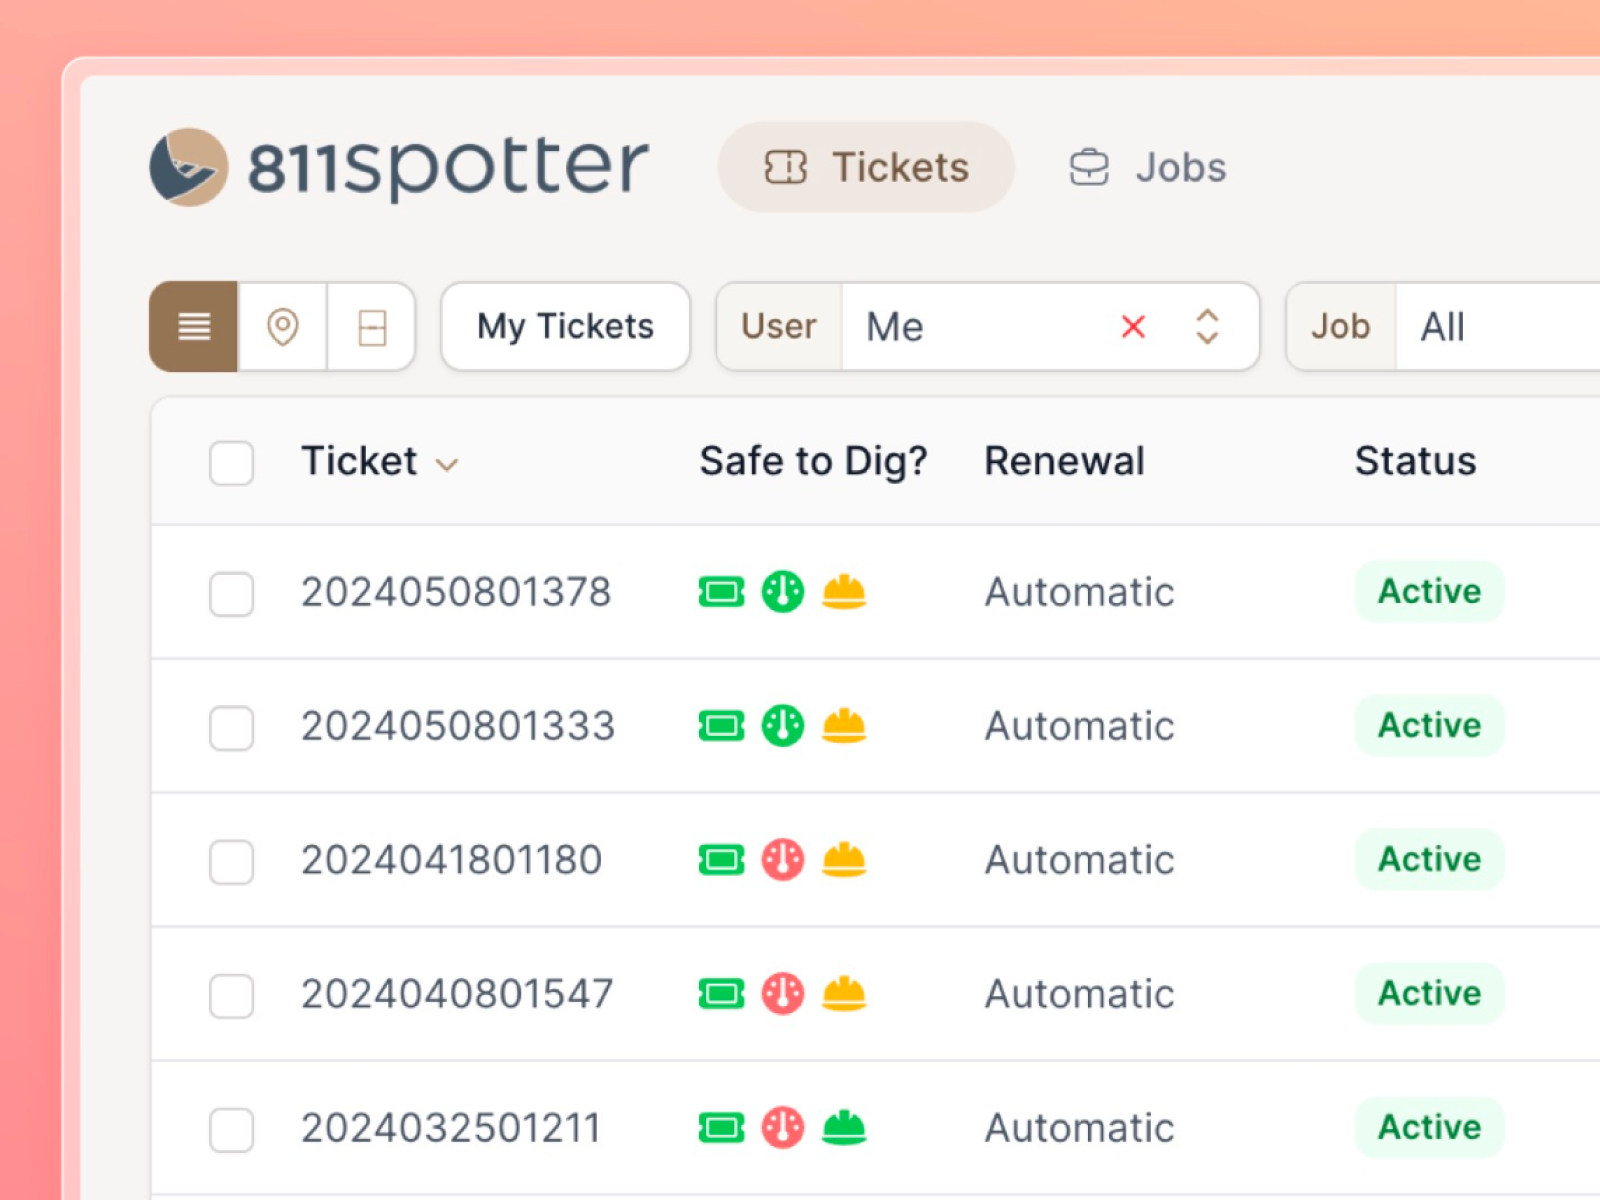 811spotter Tickets Jobs
My Tickets User Me Job All
Ticket Safe to Dig? Renewal Status
2024050801378 Automatic Active
2024050801333 Automatic Active
2024041801180 Automatic Active
2024040801547 Automatic Active
2024032501211 Automatic Active